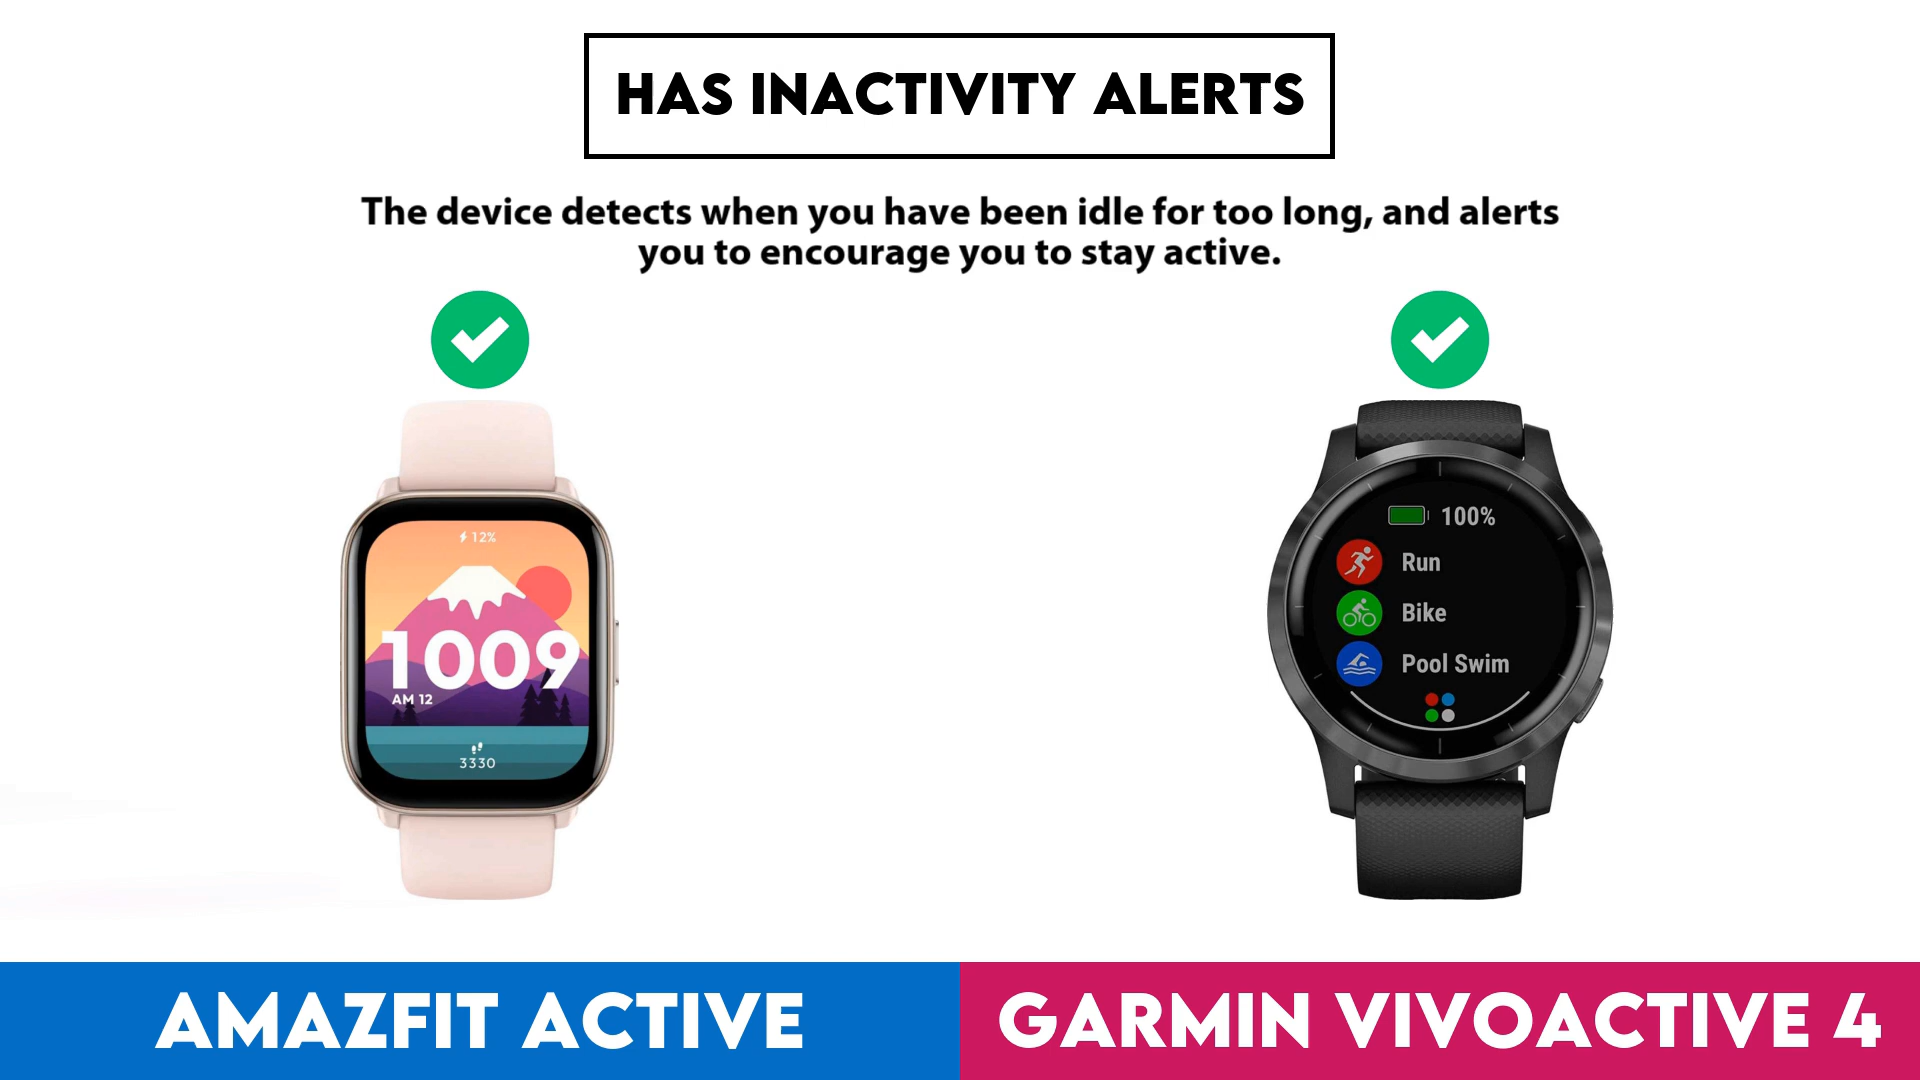 HAS INACTIVITY ALERTS
The device detects when you have been idle for too long, and alerts
you to encourage you to stay active.
12%
1009
AM 12
3330
100%
Run
Bike
Pool Swim
AMAZFIT ACTIVE
GARMIN VIVOACTIVE 4